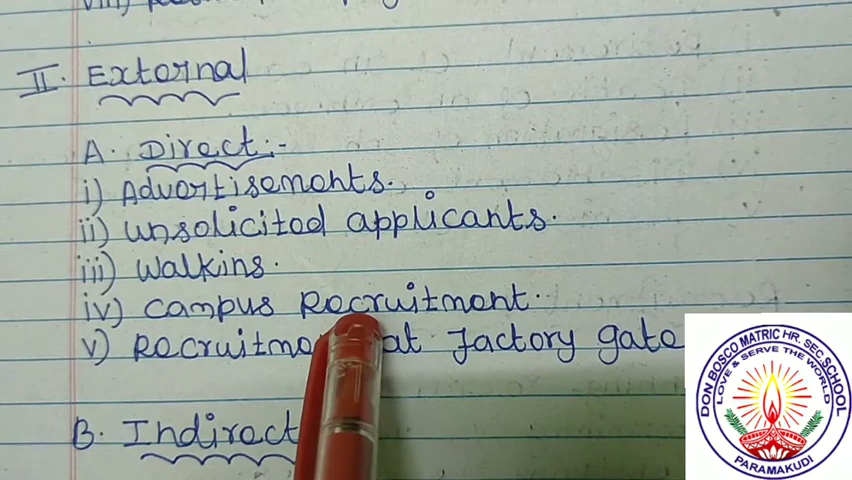 II. External
A. Direct:-
i) Advertisements.
ii) unsolicited applicants.
iii) Walkins.
iv) Campus Recruitment.
v) Recruitment at Factory gate
B. Indirect
DON BOSCO MATRIC HR. SEC. SCHOOL
LOVE & SERVE THE WORLD
PARAMAKUDI